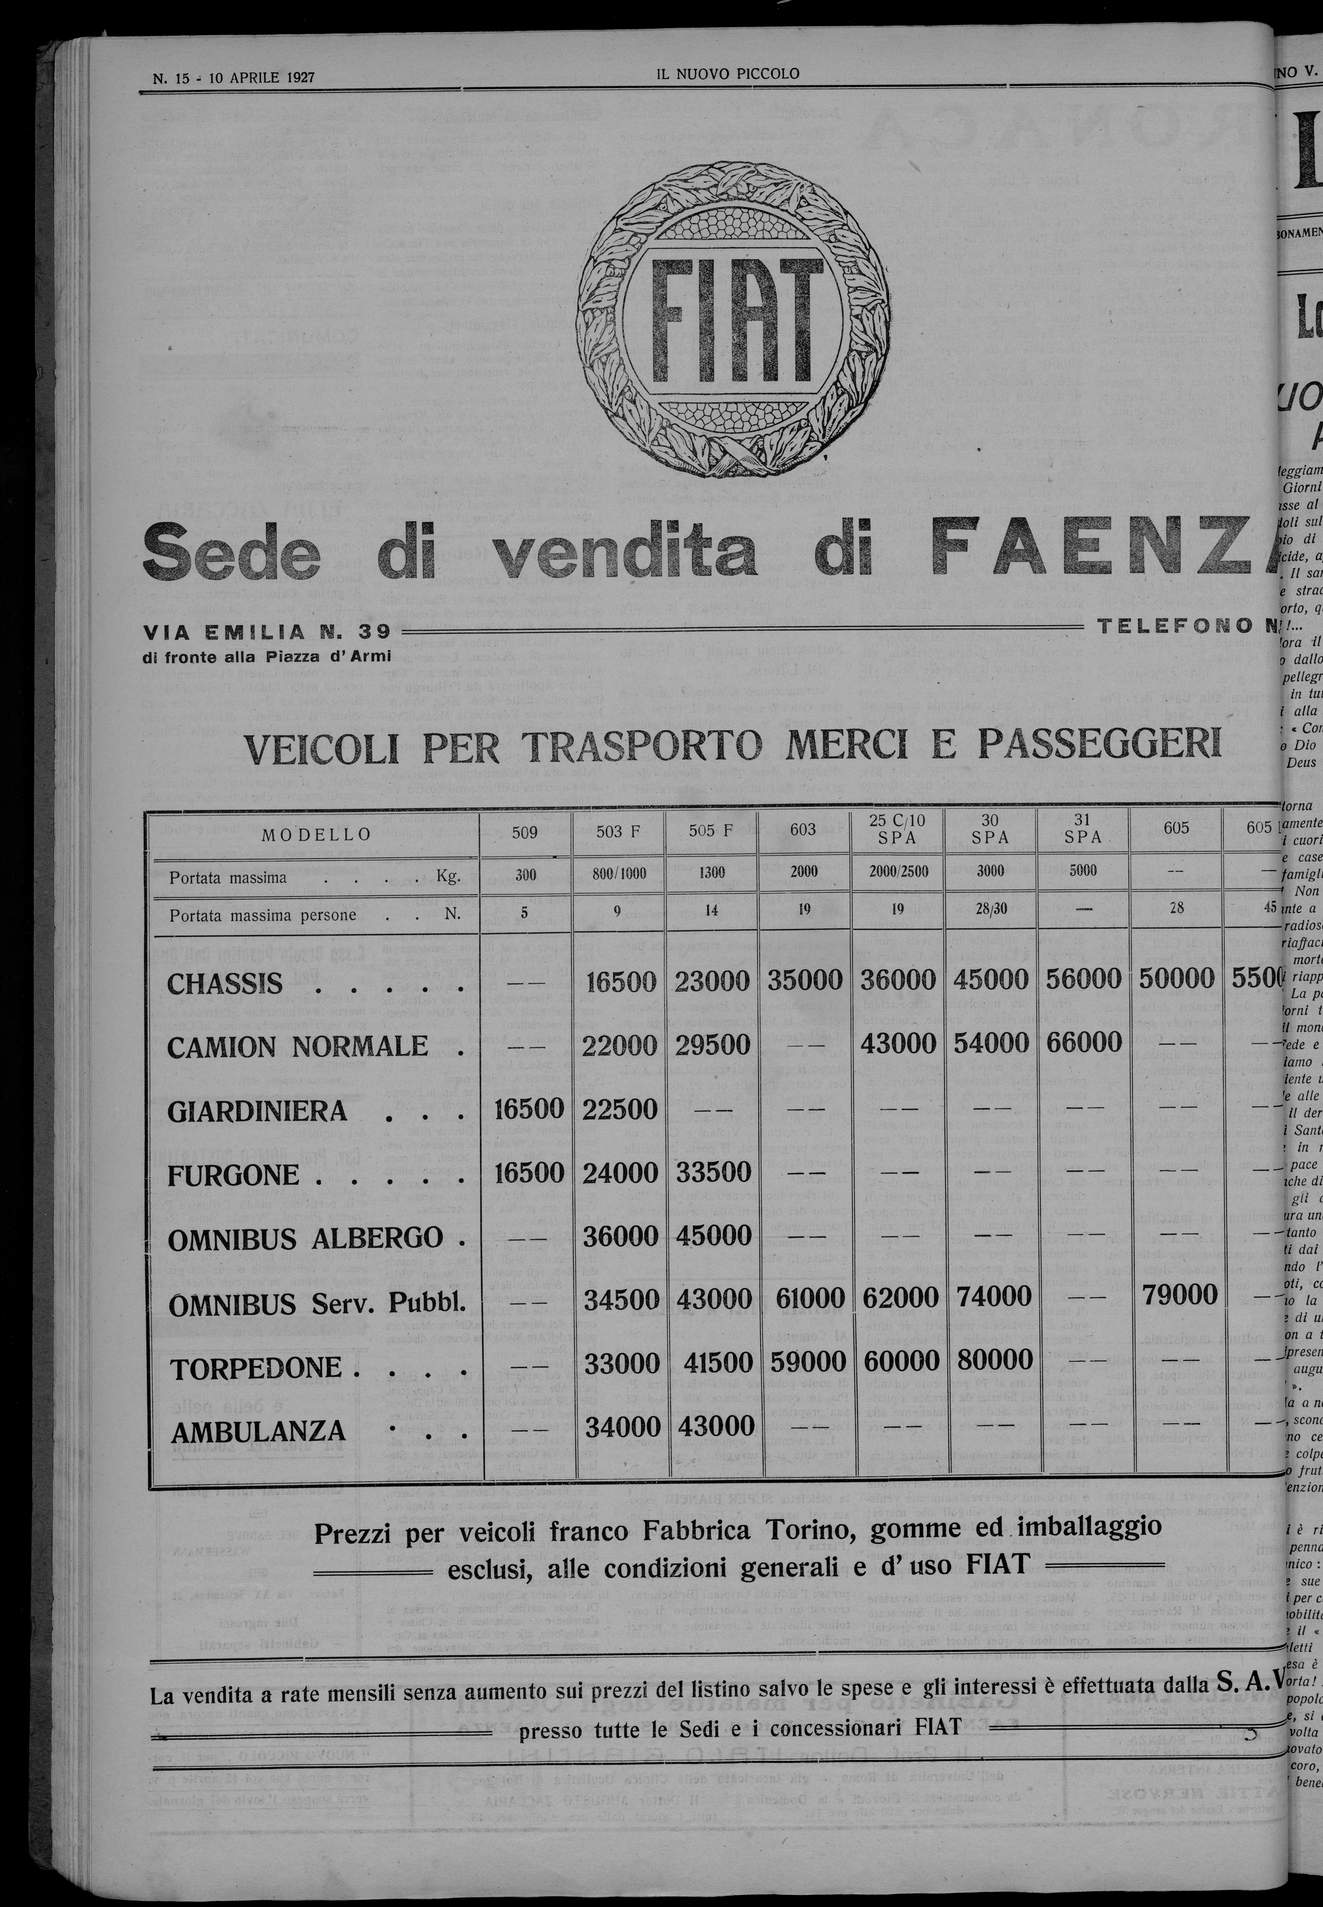 N. 15 - 10 APRILE 1927
IL NUOVO PICCOLO
FIAT
Sede di vendita di FAENZA
VIA EMILIA N. 39
TELEFONO N
di fronte alla Piazza d' Armi
VEICOLI PER TRASPORTO MERCI E PASSEGGERI
MODELLO 509 503 F 505 F 603 25 C/10 SPA 30 SPA 31 SPA 605 605
Portata massima . . . . Kg. 300 800/1000 1300 2000 2000/2500 3000 5000 — —
Portata massima persone . . N. 5 9 14 19 19 28/30 — 28 45
CHASSIS . . . . . —— 16500 23000 35000 36000 45000 56000 50000 5500
CAMION NORMALE . —— 22000 29500 —— 43000 54000 66000 —— ——
GIARDINIERA . . . 16500 22500 —— —— —— —— —— —— ——
FURGONE . . . . . 16500 24000 33500 —— —— —— —— —— ——
OMNIBUS ALBERGO . —— 36000 45000 —— —— —— —— —— ——
OMNIBUS Serv. Pubbl. —— 34500 43000 61000 62000 74000 —— 79000 ——
TORPEDONE . . . . —— 33000 41500 59000 60000 80000 —— —— ——
AMBULANZA . . . —— 34000 43000 —— —— —— —— —— ——
Prezzi per veicoli franco Fabbrica Torino, gomme ed imballaggio
esclusi, alle condizioni generali e d' uso FIAT
La vendita a rate mensili senza aumento sui prezzi del listino salvo le spese e gli interessi è effettuata dalla S. A. V
presso tutte le Sedi e i concessionari FIAT